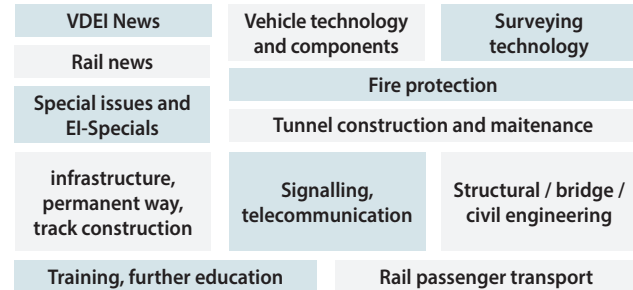 VDEI News
Rail news
Special issues and
EI-Specials
Vehicle technology
and components
Surveying
technology
Fire protection
Tunnel construction and maitenance
infrastructure,
permanent way,
track construction
Signalling,
telecommunication
Structural / bridge /
civil engineering
Training, further education
Rail passenger transport